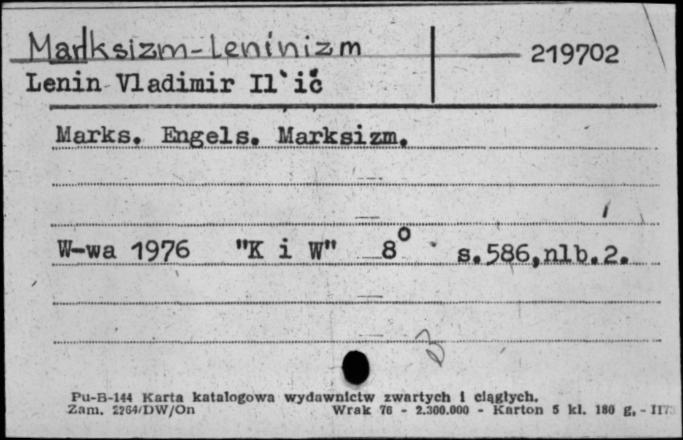 Marksizm-Leninizm
219702
Lenin Vladimir Il`ič
Marks. Engels. Marksizm.
W-wa 1976 "K i W" 8° s.586,nlb.2.
Pu-B-144 Karta katalogowa wydawnictw zwartych i ciągłych.
Zam. 2264/DW/On Wrak 76 - 2.300.000 - Karton 5 kl. 180 g. -